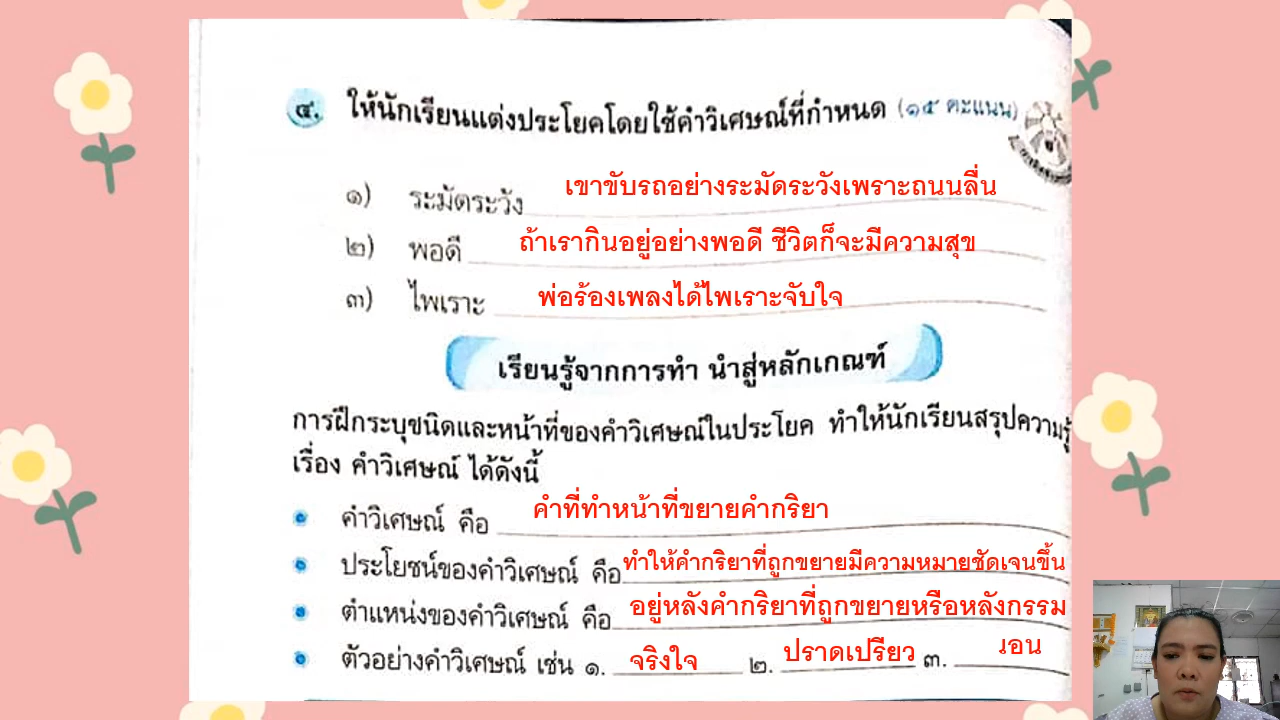 ๔. ให้นักเรียนแต่งประโยคโดยใช้คำวิเศษณ์ที่กำหนด (๑๕ คะแนน)
๑) ระมัดระวัง เขาขับรถอย่างระมัดระวังเพราะถนนลื่น
๒) พอดี ถ้าเรากินอยู่อย่างพอดี ชีวิตก็จะมีความสุข
๓) ไพเราะ พ่อร้องเพลงได้ไพเราะจับใจ
เรียนรู้จากการทำ นำสู่หลักเกณฑ์
การฝึกระบุชนิดและหน้าที่ของคำวิเศษณ์ในประโยค ทำให้นักเรียนสรุปความรู้
เรื่อง คำวิเศษณ์ ได้ดังนี้
คำวิเศษณ์ คือ คำที่ทำหน้าที่ขยายคำกริยา
ประโยชน์ของคำวิเศษณ์ คือ ทำให้คำกริยาที่ถูกขยายมีความหมายชัดเจนขึ้น
ตำแหน่งของคำวิเศษณ์ คือ อยู่หลังคำกริยาที่ถูกขยายหรือหลังกรรม
ตัวอย่างคำวิเศษณ์ เช่น ๑. จริงใจ ๒. ปราดเปรียว ๓.